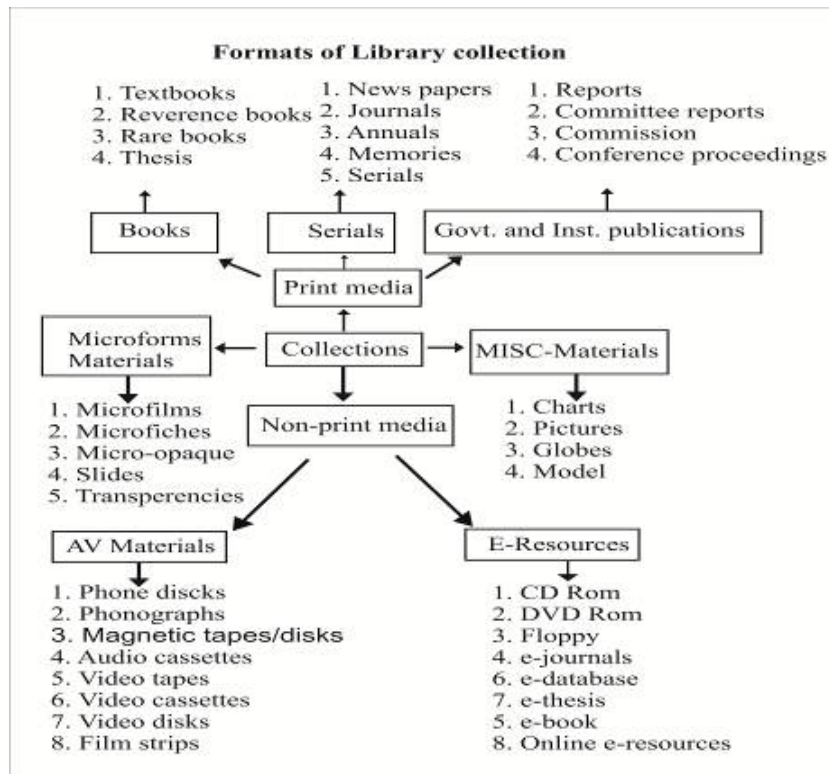 Formats of Library collection
1. Textbooks
2. Reverence books
3. Rare books
4. Thesis
1. News papers
2. Journals
3. Annuals
4. Memories
5. Serials
1. Reports
2. Committee reports
3. Commission
4. Conference proceedings
Books
Serials
Govt. and Inst. publications
Print media
Microforms
Materials
Collections
MISC-Materials
1. Microfilms
2. Microfiches
3. Micro-opaque
4. Slides
5. Transperencies
Non-print media
1. Charts
2. Pictures
3. Globes
4. Model
AV Materials
E-Resources
1. Phone discks
2. Phonographs
3. Magnetic tapes/disks
4. Audio cassettes
5. Video tapes
6. Video cassettes
7. Video disks
8. Film strips
1. CD Rom
2. DVD Rom
3. Floppy
4. e-journals
6. e-database
7. e-thesis
5. e-book
8. Online e-resources